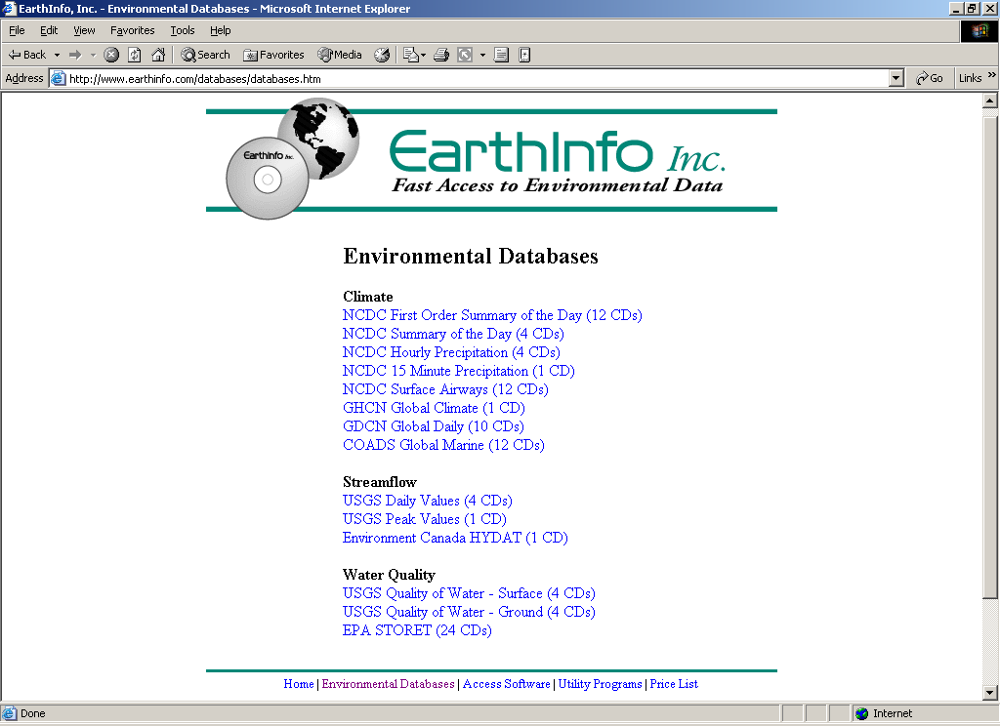 EarthInfo, Inc. - Environmental Databases - Microsoft Internet Explorer
File Edit View Favorites Tools Help
Back Search Favorites Media
Address http://www.earthinfo.com/databases/databases.htm Go Links »
EarthInfo Inc.
EarthInfo Inc.
Fast Access to Environmental Data
Environmental Databases
Climate
NCDC First Order Summary of the Day (12 CDs)
NCDC Summary of the Day (4 CDs)
NCDC Hourly Precipitation (4 CDs)
NCDC 15 Minute Precipitation (1 CD)
NCDC Surface Airways (12 CDs)
GHCN Global Climate (1 CD)
GDCN Global Daily (10 CDs)
COADS Global Marine (12 CDs)
Streamflow
USGS Daily Values (4 CDs)
USGS Peak Values (1 CD)
Environment Canada HYDAT (1 CD)
Water Quality
USGS Quality of Water - Surface (4 CDs)
USGS Quality of Water - Ground (4 CDs)
EPA STORET (24 CDs)
Home | Environmental Databases | Access Software | Utility Programs | Price List
Done Internet